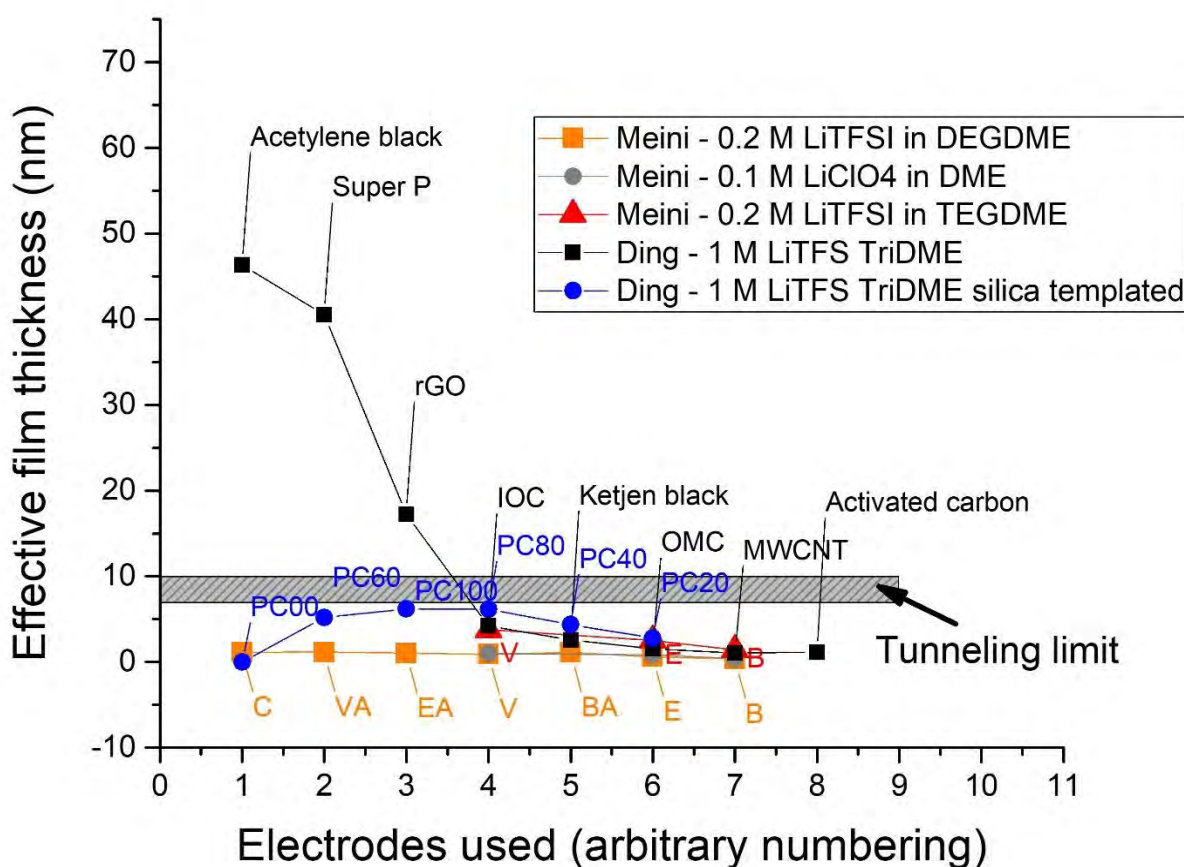 70
60
50
40
30
20
10
0
-10
Effective film thickness (nm)
Acetylene black
Super P
rGO
IOC
Ketjen black
OMC
MWCNT
Activated carbon
Meini - 0.2 M LiTFSI in DEGDME
Meini - 0.1 M LiClO4 in DME
Meini - 0.2 M LiTFSI in TEGDME
Ding - 1 M LiTFS TriDME
Ding - 1 M LiTFS TriDME silica templated
PC00
PC60
PC100
PC80
PC40
PC20
Tunneling limit
V
E
B
C
VA
EA
V
BA
E
B
0 1 2 3 4 5 6 7 8 9 10 11
Electrodes used (arbitrary numbering)